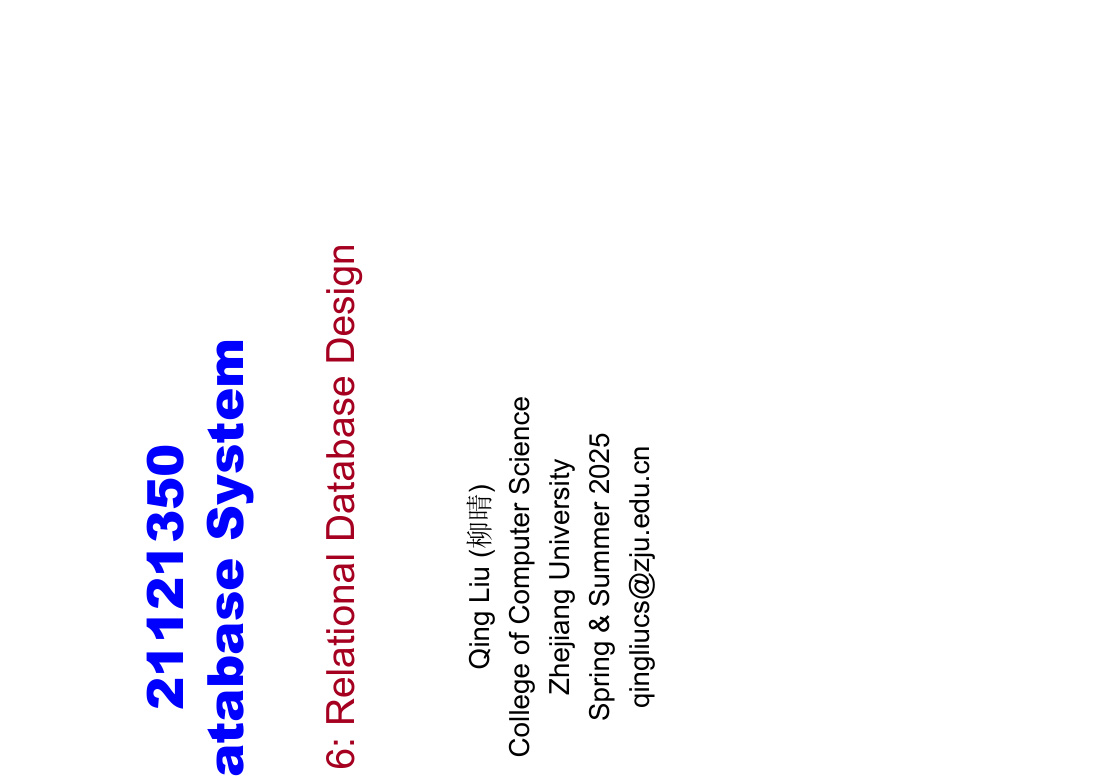 21121350
atabase System
6: Relational Database Design
Qing Liu (柳晴)
College of Computer Science
Zhejiang University
Spring & Summer 2025
qingliucs@zju.edu.cn